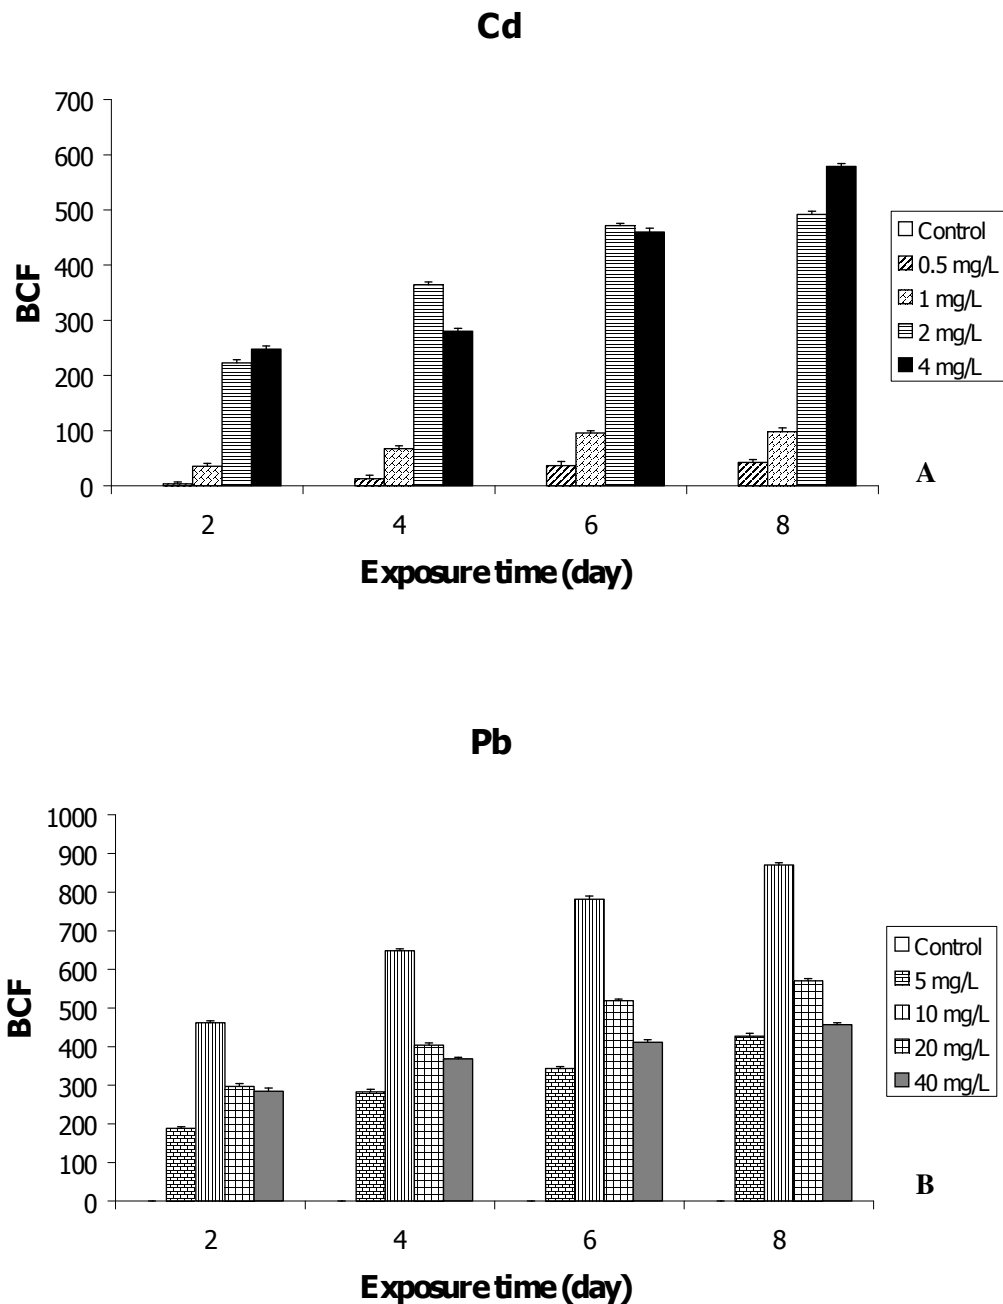 Cd
700
600
500
400
300
200
100
0
BCF
2 4 6 8
Exposure time (day)
Control
0.5 mg/L
1 mg/L
2 mg/L
4 mg/L
A
Pb
1000
900
800
700
600
500
400
300
200
100
0
BCF
2 4 6 8
Exposure time (day)
Control
5 mg/L
10 mg/L
20 mg/L
40 mg/L
B